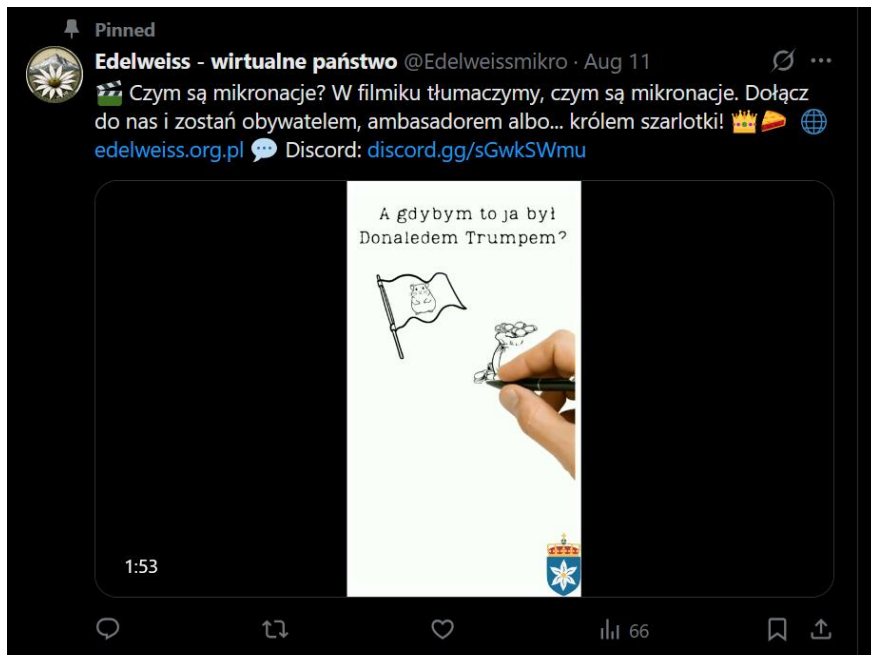 Pinned
Edelweiss - wirtualne państwo @Edelweissmikro · Aug 11
🎬 Czym są mikronacje? W filmiku tłumaczymy, czym są mikronacje. Dołącz
do nas i zostań obywatelem, ambasadorem albo... królem szarlotki! 👑🥧 🌐
edelweiss.org.pl 💬 Discord: discord.gg/sGwkSWmu
A gdybym to ja był
Donaledem Trumpem?
1:53
66